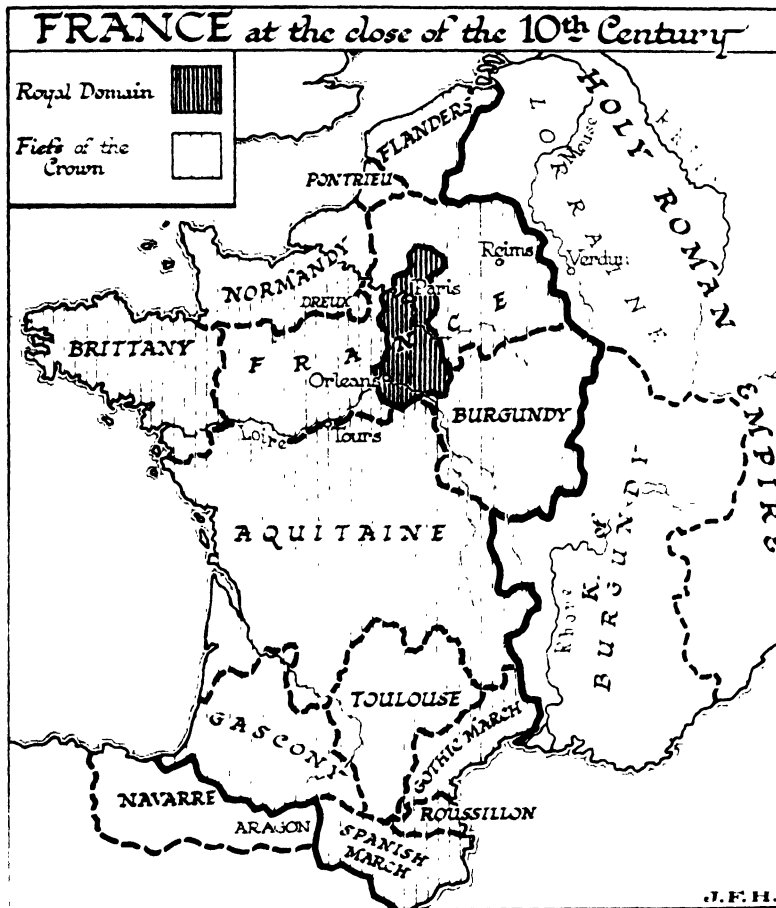 FRANCE at the close of the 10th Century
Royal Domain
Fiefs of the
Crown
FLANDERS
PONTHIEU
HOLY ROMAN
EMPIRE
LORRAINE
Meuse
Verdun
Reims
NORMANDY
DREUX
Paris
BRITTANY
FRANCE
Orleans
Loire
Tours
BURGUNDY
AQUITAINE
K. BURGUNDY
Rhone
TOULOUSE
GASCONY
GOTHIC MARCH
NAVARRE
ARAGON
ROUSSILLON
SPANISH
MARCH
J.F.H.